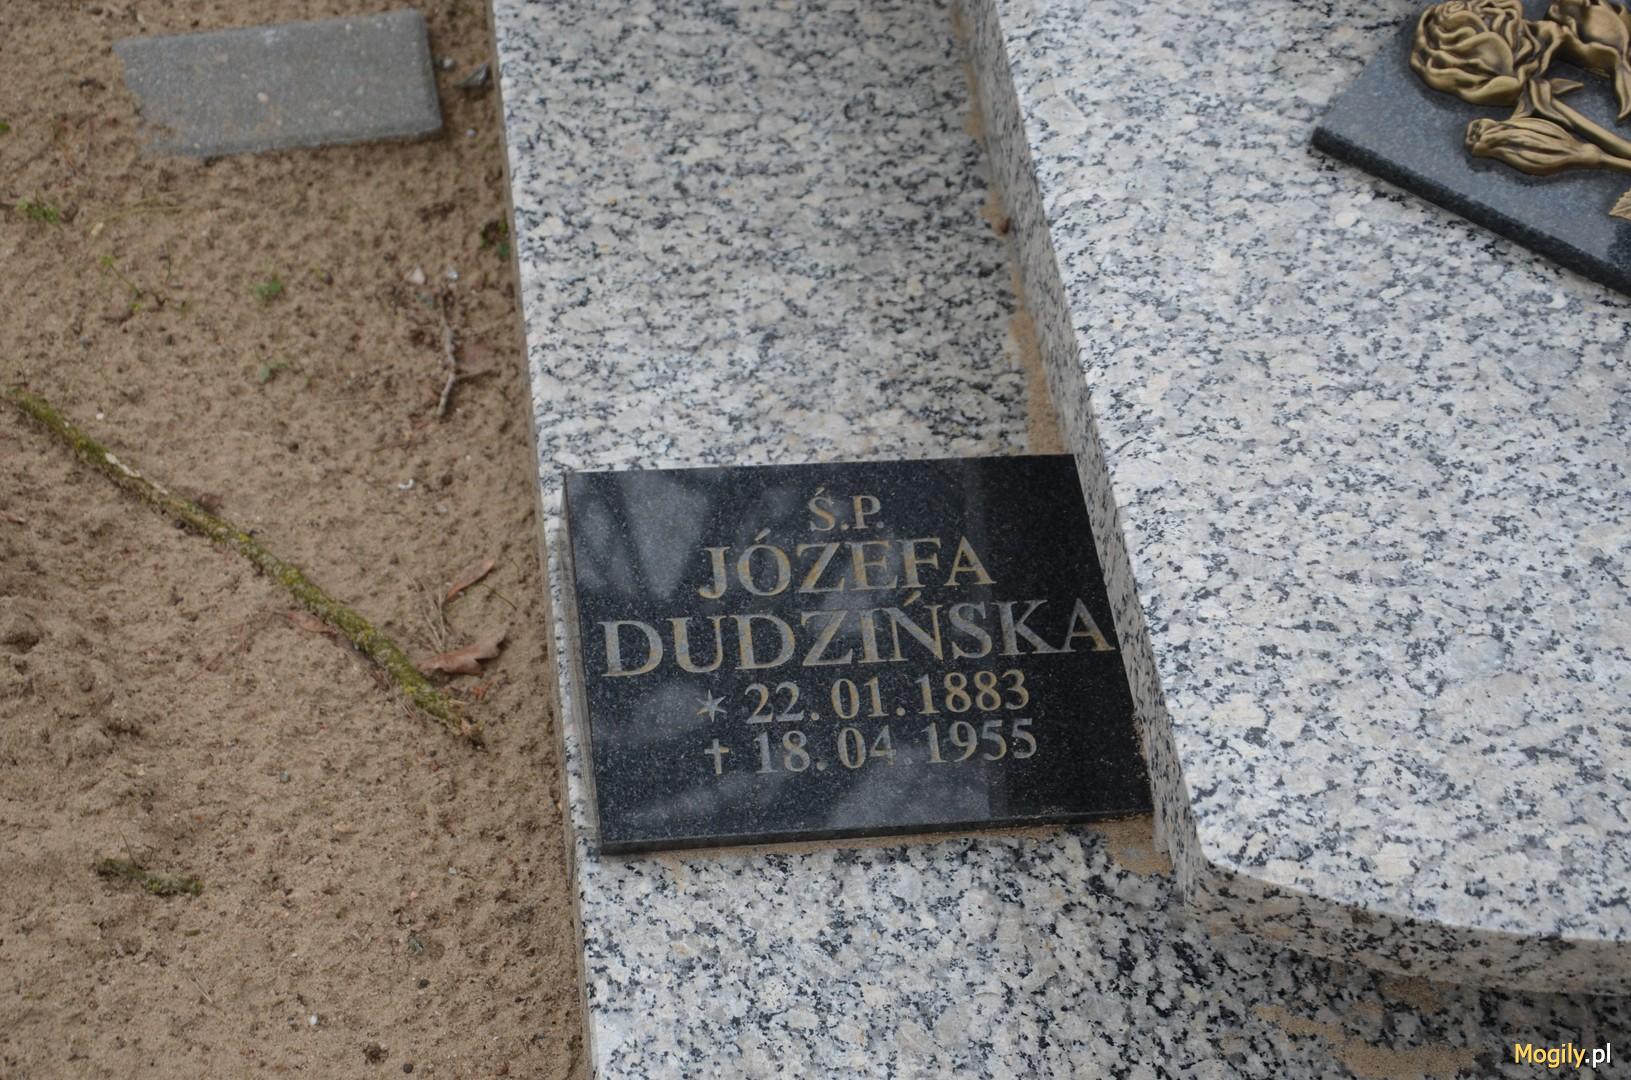 Ś.P.
JÓZEFA
DUDZIŃSKA
* 22.01.1883
† 18.04.1955
Mogily.pl